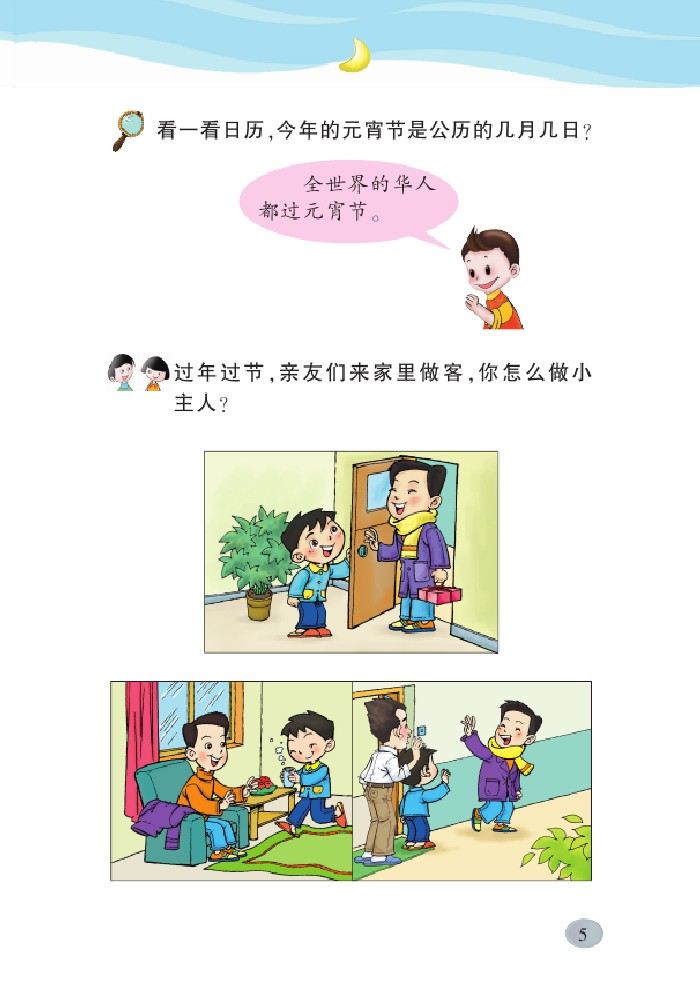 看一看日历,今年的元宵节是公历的几月几日?
全世界的华人
都过元宵节。
过年过节,亲友们来家里做客,你怎么做小
主人?
5